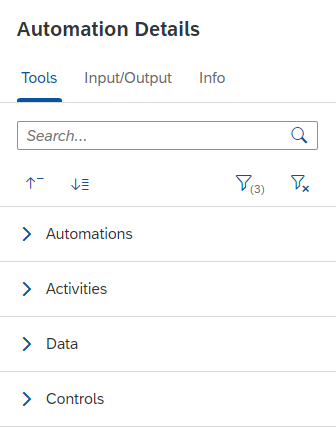 Automation Details
Tools Input/Output Info
Search...
(3)
Automations
Activities
Data
Controls